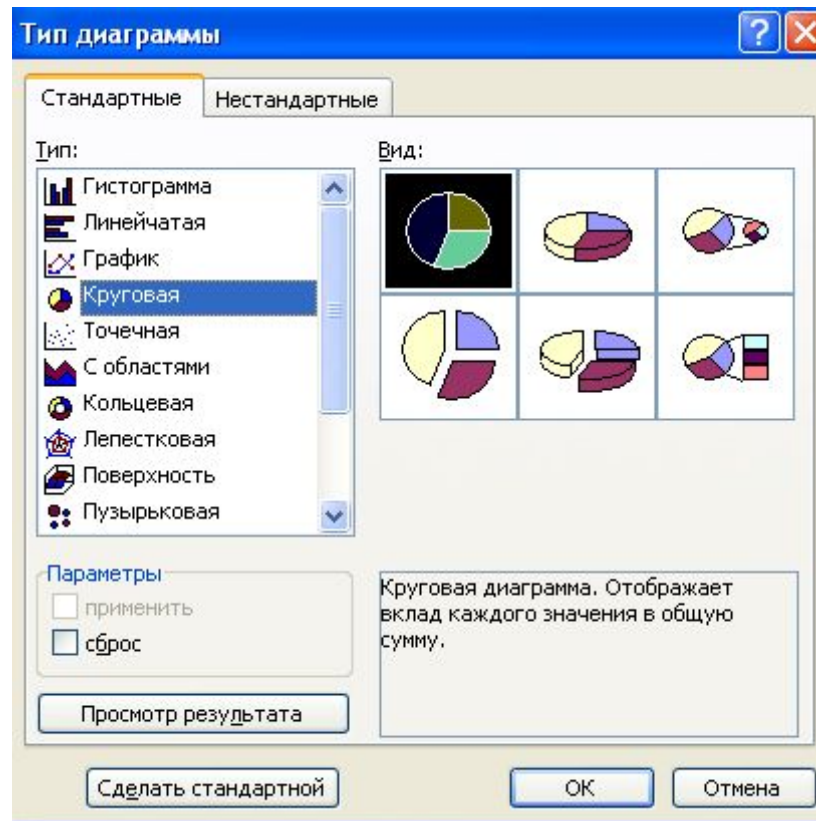 Тип диаграммы
Стандартные
Нестандартные
Тип:
Гистограмма
Линейчатая
График
Круговая
Точечная
С областями
Кольцевая
Лепестковая
Поверхность
Пузырьковая
Вид:
Параметры
применить
сброс
Круговая диаграмма. Отображает
вклад каждого значения в общую
сумму.
Просмотр результата
Сделать стандартной
ОК
Отмена